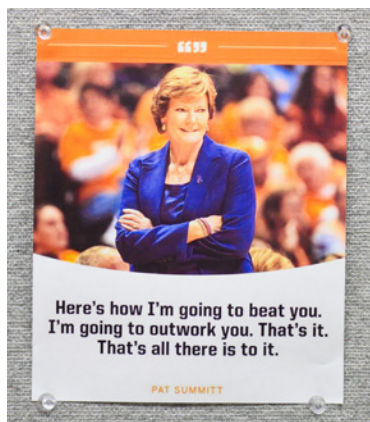 Here's how I'm going to beat you.
I'm going to outwork you. That's it.
That's all there is to it.
PAT SUMMITT